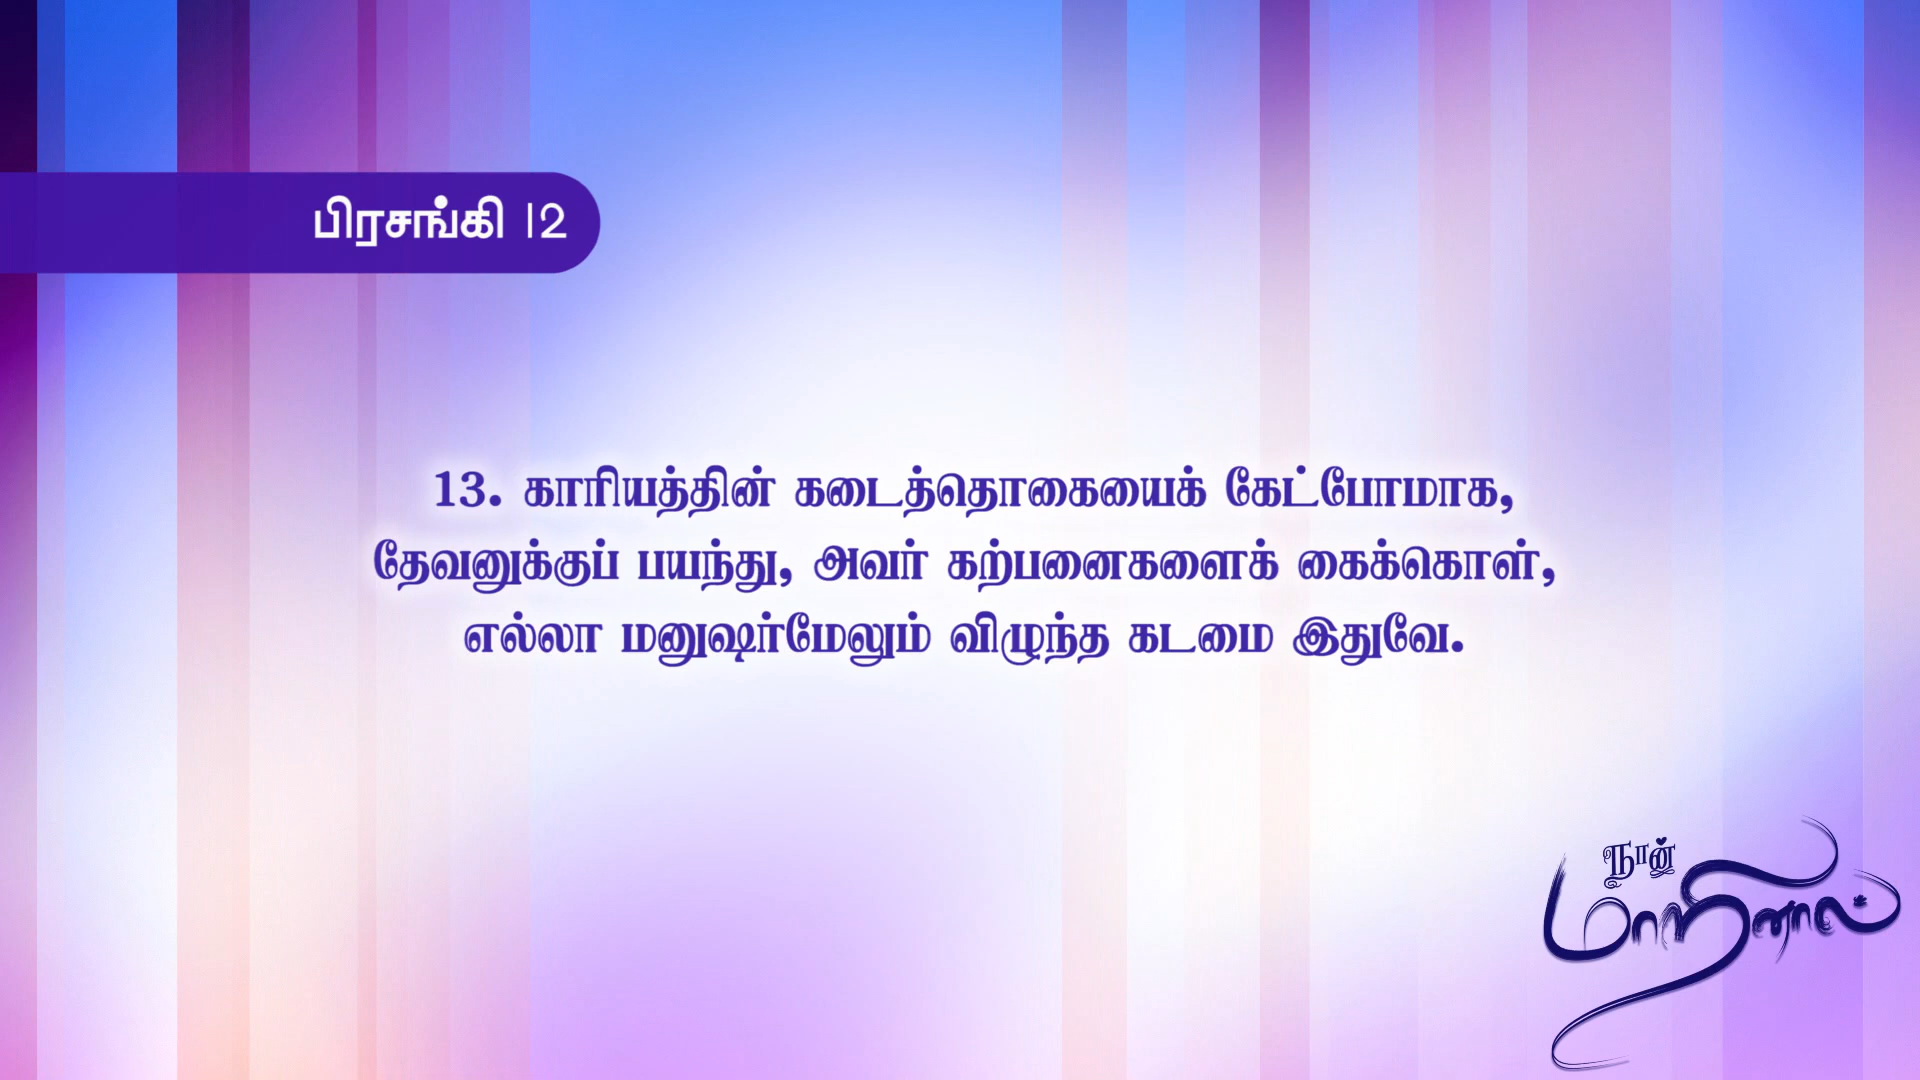 பிரசங்கி 12
13. காரியத்தின் கடைத்தொகையைக் கேட்போமாக,
தேவனுக்குப் பயந்து, அவர் கற்பனைகளைக் கைக்கொள்,
எல்லா மனுஷர்மேலும் விழுந்த கடமை இதுவே.
நான்
மாறினால்